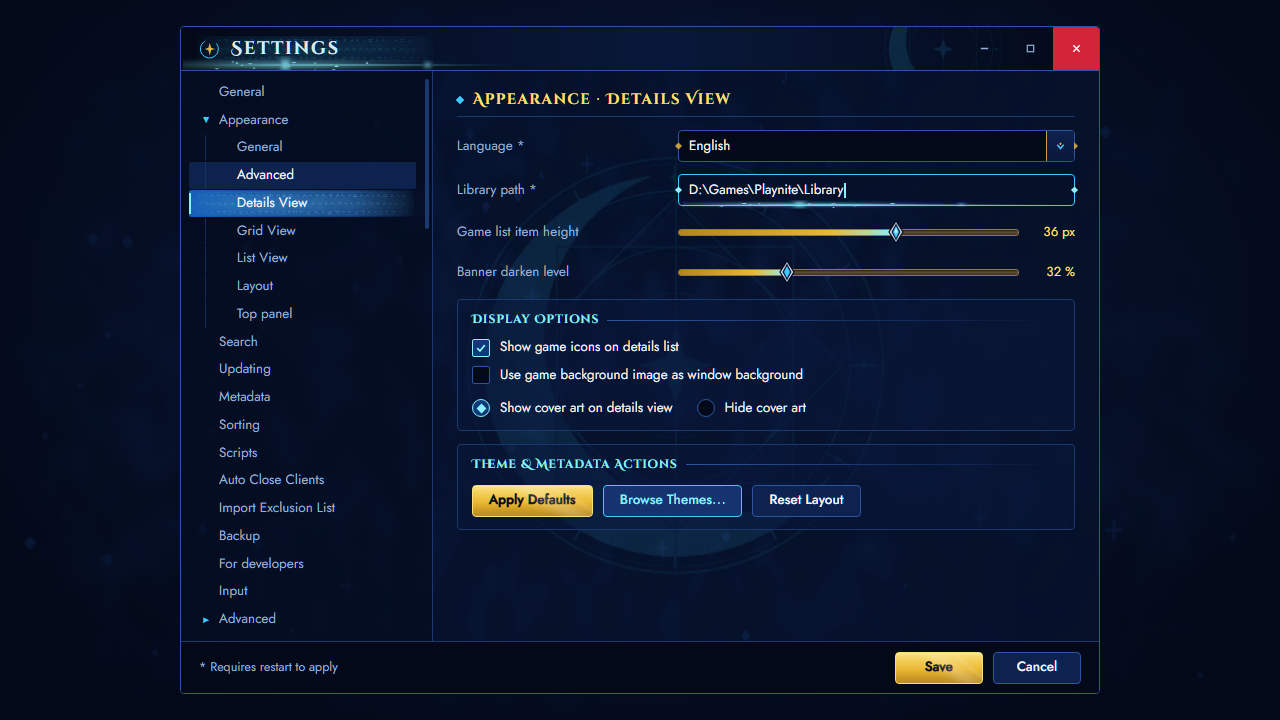 SETTINGS
General
Appearance
General
Advanced
Details View
Grid View
List View
Layout
Top panel
Search
Updating
Metadata
Sorting
Scripts
Auto Close Clients
Import Exclusion List
Backup
For developers
Input
Advanced
APPEARANCE · DETAILS VIEW
Language * English
Library path * D:\Games\Playnite\Library
Game list item height 36 px
Banner darken level 32 %
DISPLAY OPTIONS
Show game icons on details list
Use game background image as window background
Show cover art on details view Hide cover art
THEME & METADATA ACTIONS
Apply Defaults Browse Themes... Reset Layout
* Requires restart to apply
Save Cancel